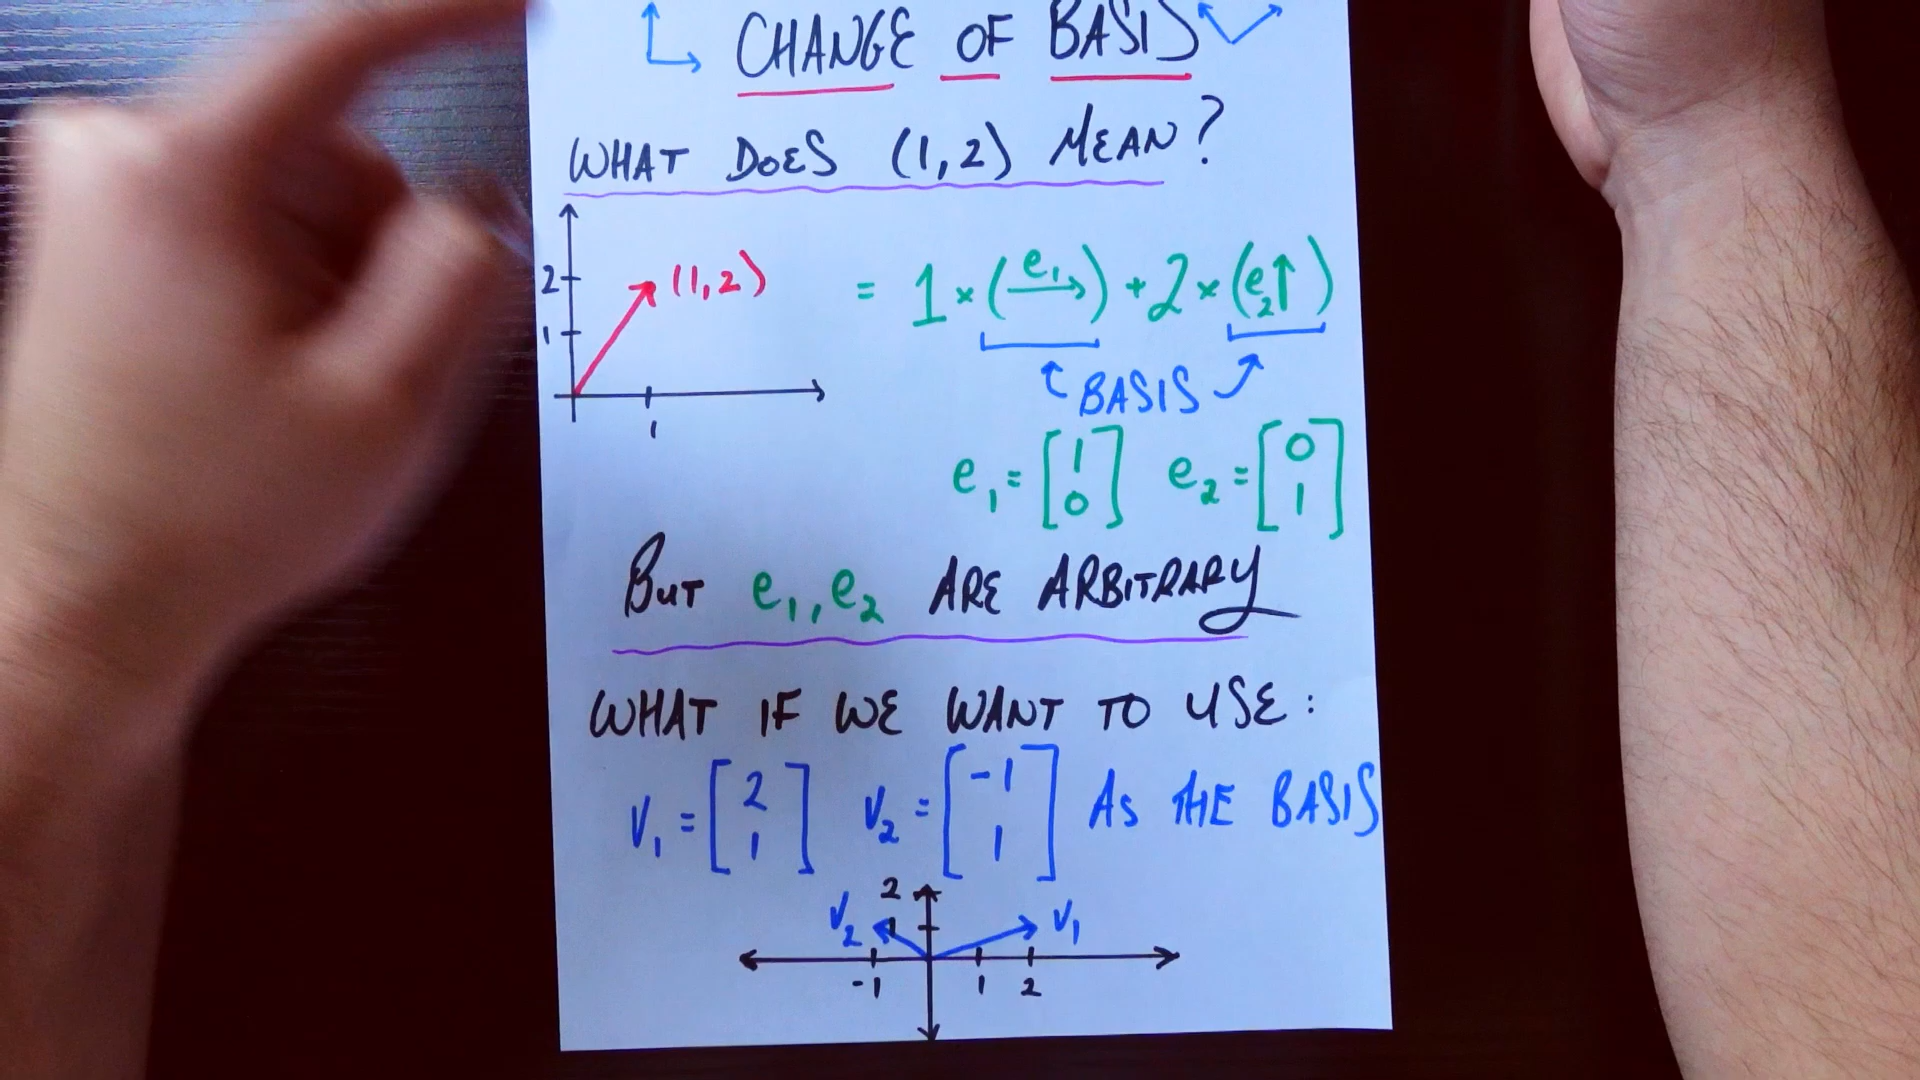 CHANGE OF BASIS
WHAT DOES (1,2) MEAN?
2 (1,2) = 1 × (e₁→) + 2 × (e₂↑)
1
1
BASIS
e₁ = [1 0] e₂ = [0 1]
BUT e₁, e₂ ARE ARBITRARY
WHAT IF WE WANT TO USE:
V₁ = [2 1] V₂ = [-1 1] AS THE BASIS
2
V₂ 1 V₁
-1 1 2